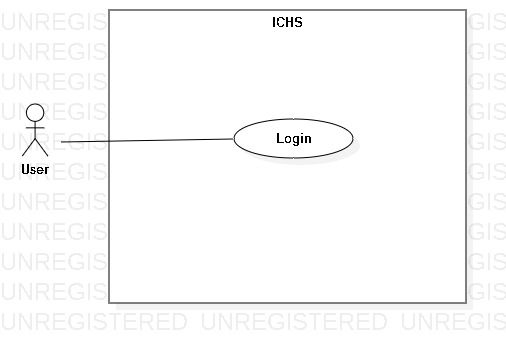 ICHS
Login
User
UNREGISTERED UNREGISTERED UNREGIS